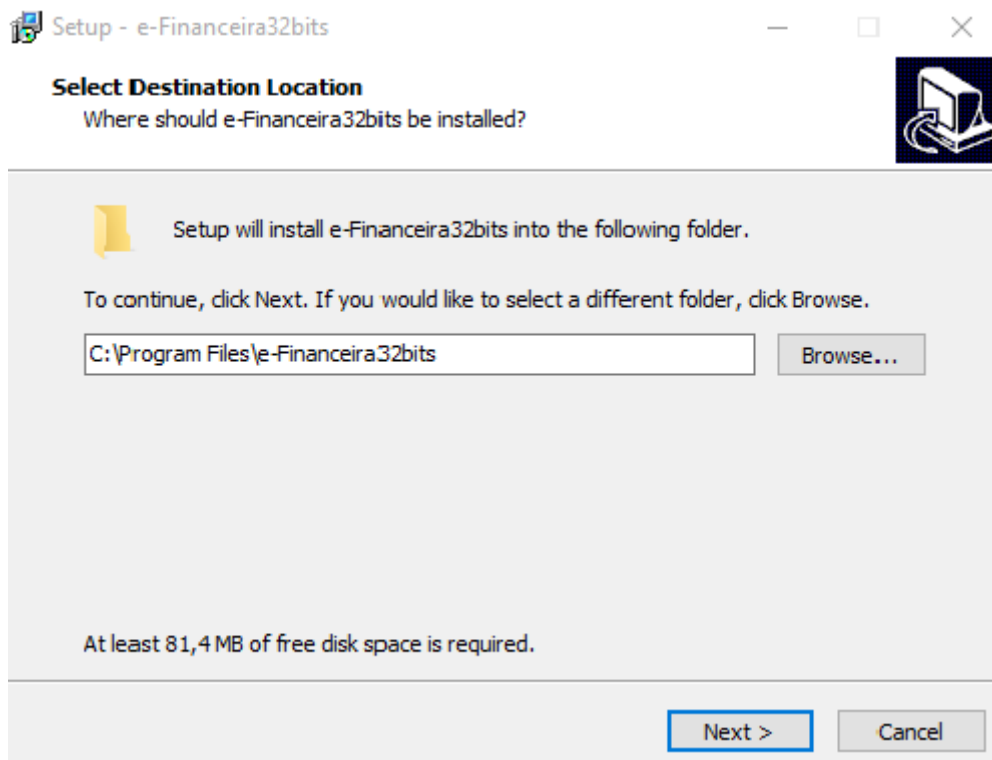 Setup - e-Financeira32bits
Select Destination Location
Where should e-Financeira32bits be installed?
Setup will install e-Financeira32bits into the following folder.
To continue, click Next. If you would like to select a different folder, click Browse.
C:\Program Files\e-Financeira32bits
Browse...
At least 81,4 MB of free disk space is required.
Next >
Cancel